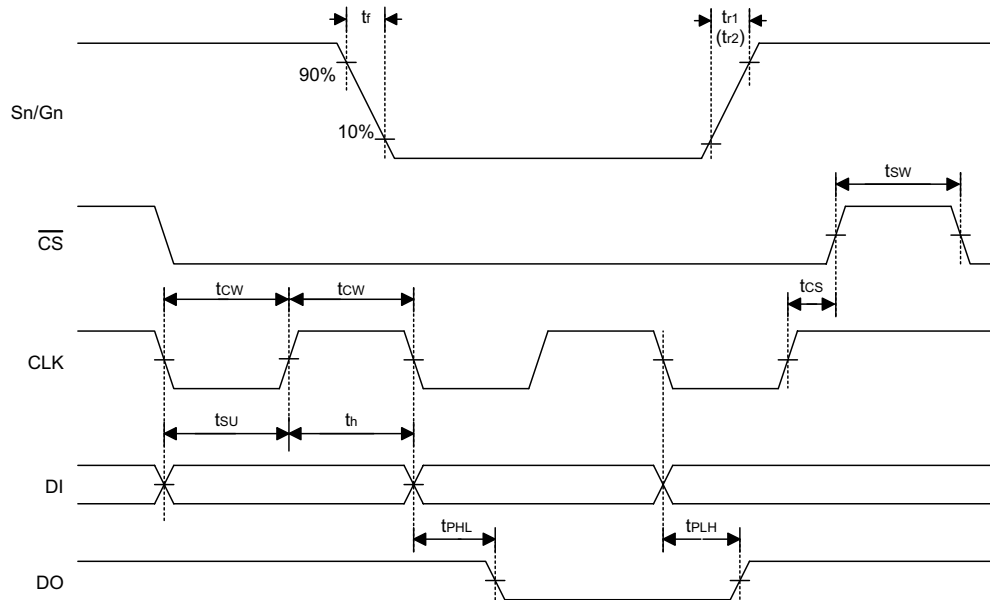 tf
tr1
(tr2)
90%
Sn/Gn
10%
tSW
CS
tCW
tCW
tCS
CLK
tSU
th
DI
tPHL
tPLH
DO